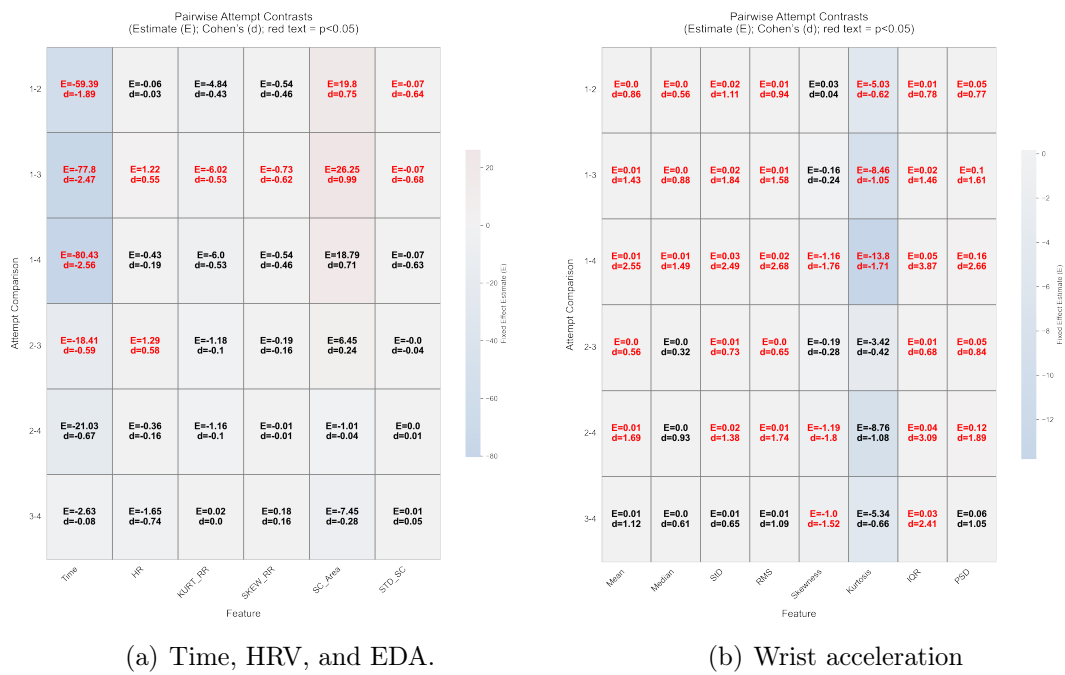 Pairwise Attempt Contrasts
(Estimate (E); Cohen's (d); red text = p<0.05)
Attempt Comparison
1-2
E=-59.39 E=-0.06 E=-4.84 E=-0.54 E=19.8 E=-0.07
d=-1.89 d=-0.03 d=-0.43 d=-0.46 d=0.75 d=-0.64
1-3
E=-77.8 E=1.22 E=-6.02 E=-0.73 E=26.25 E=-0.07
d=-2.47 d=0.55 d=-0.53 d=-0.62 d=0.99 d=-0.68
1-4
E=-80.43 E=-0.43 E=-6.0 E=-0.54 E=18.79 E=-0.07
d=-2.56 d=-0.19 d=-0.53 d=-0.46 d=0.71 d=-0.63
2-3
E=-18.41 E=1.29 E=-1.18 E=-0.19 E=6.45 E=-0.0
d=-0.59 d=0.58 d=-0.1 d=-0.16 d=0.24 d=-0.04
2-4
E=-21.03 E=-0.36 E=-1.16 E=-0.01 E=-1.01 E=0.0
d=-0.67 d=-0.16 d=-0.1 d=-0.01 d=-0.04 d=0.01
3-4
E=-2.63 E=-1.65 E=0.02 E=0.18 E=-7.45 E=0.01
d=-0.08 d=-0.74 d=0.0 d=0.16 d=-0.28 d=0.05
Time HR KURT_RR SKEW_RR SC_Area STD_SC
Feature
20
0
−20
−40
−60
−80
Fixed Effect Estimate (E)
(a) Time, HRV, and EDA.
Pairwise Attempt Contrasts
(Estimate (E); Cohen's (d); red text = p<0.05)
Attempt Comparison
1-2
E=0.0 E=0.0 E=0.02 E=0.01 E=0.03 E=-5.03 E=0.01 E=0.05
d=0.86 d=0.56 d=1.11 d=0.94 d=0.04 d=-0.62 d=0.78 d=0.77
1-3
E=0.01 E=0.0 E=0.02 E=0.01 E=-0.16 E=-8.46 E=0.02 E=0.1
d=1.43 d=0.88 d=1.84 d=1.58 d=-0.24 d=-1.05 d=1.46 d=1.61
1-4
E=0.01 E=0.01 E=0.03 E=0.02 E=-1.16 E=-13.8 E=0.05 E=0.16
d=2.55 d=1.49 d=2.49 d=2.68 d=-1.76 d=-1.71 d=3.87 d=2.66
2-3
E=0.0 E=0.0 E=0.01 E=0.0 E=-0.19 E=-3.42 E=0.01 E=0.05
d=0.56 d=0.32 d=0.73 d=0.65 d=-0.28 d=-0.42 d=0.68 d=0.84
2-4
E=0.01 E=0.0 E=0.02 E=0.01 E=-1.19 E=-8.76 E=0.04 E=0.12
d=1.69 d=0.93 d=1.38 d=1.74 d=-1.8 d=-1.08 d=3.09 d=1.89
3-4
E=0.01 E=0.0 E=0.01 E=0.01 E=-1.0 E=-5.34 E=0.03 E=0.06
d=1.12 d=0.61 d=0.65 d=1.09 d=-1.52 d=-0.66 d=2.41 d=1.05
Mean Median StD RMS Skewness Kurtosis IQR PSD
Feature
0
−2
−4
−6
−8
−10
−12
Fixed Effect Estimate (E)
(b) Wrist acceleration